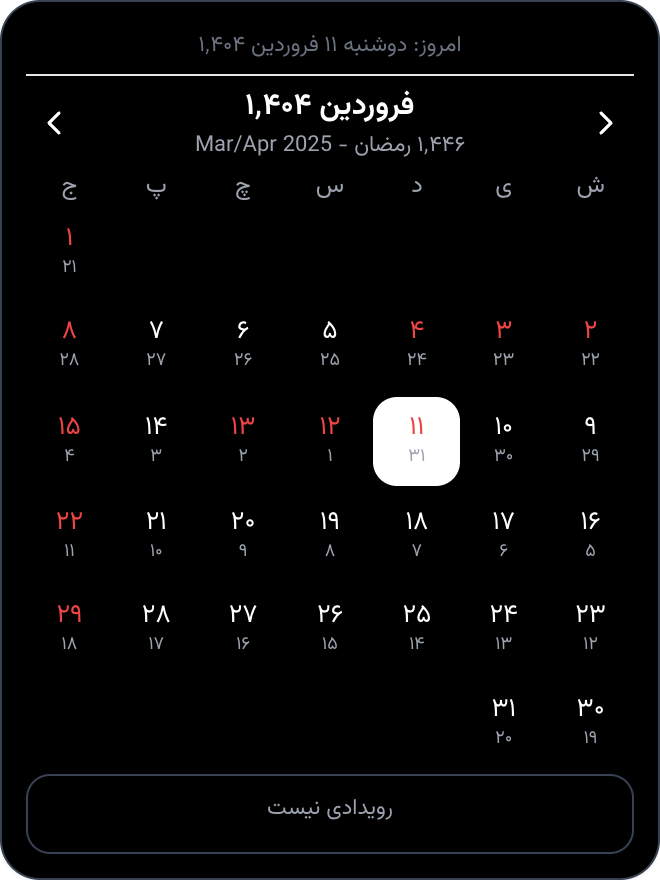 امروز: دوشنبه ۱۱ فروردین ۱,۴۰۴
فروردین ۱,۴۰۴
۱,۴۴۶ رمضان - Mar/Apr 2025
ش ی د س چ پ ج
۱
۲۱
۲ ۳ ۴ ۵ ۶ ۷ ۸
۲۲ ۲۳ ۲۴ ۲۵ ۲۶ ۲۷ ۲۸
۹ ۱۰ ۱۱ ۱۲ ۱۳ ۱۴ ۱۵
۲۹ ۳۰ ۳۱ ۱ ۲ ۳ ۴
۱۶ ۱۷ ۱۸ ۱۹ ۲۰ ۲۱ ۲۲
۵ ۶ ۷ ۸ ۹ ۱۰ ۱۱
۲۳ ۲۴ ۲۵ ۲۶ ۲۷ ۲۸ ۲۹
۱۲ ۱۳ ۱۴ ۱۵ ۱۶ ۱۷ ۱۸
۳۰ ۳۱
۱۹ ۲۰
رویدادی نیست